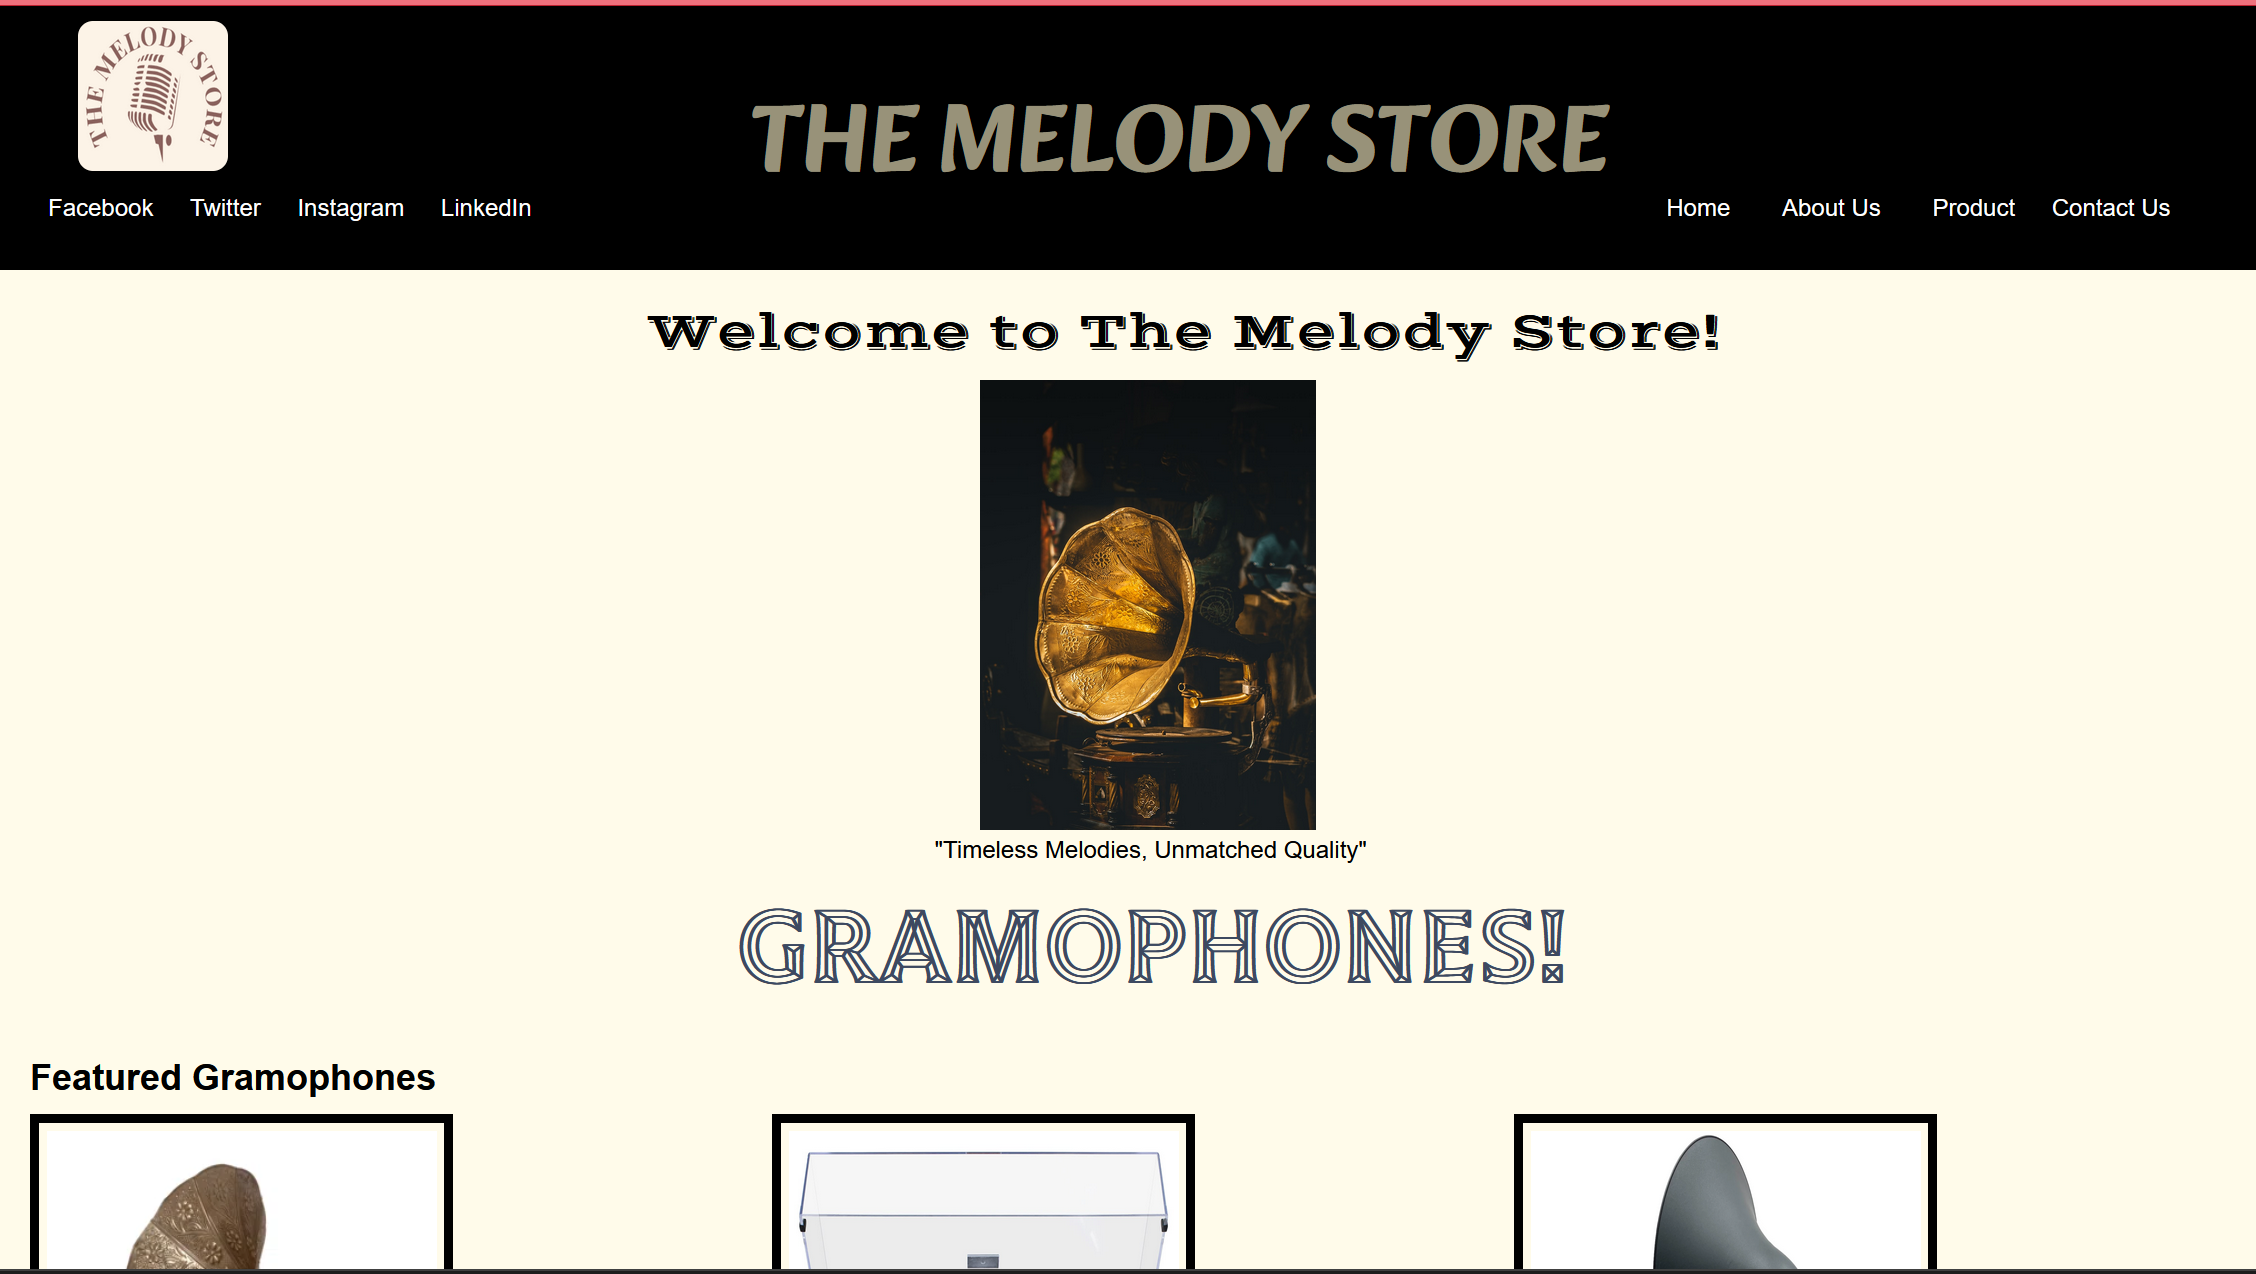 THE MELODY STORE
THE MELODY STORE
Facebook Twitter Instagram LinkedIn Home About Us Product Contact Us
Welcome to The Melody Store!
"Timeless Melodies, Unmatched Quality"
GRAMOPHONES!
Featured Gramophones